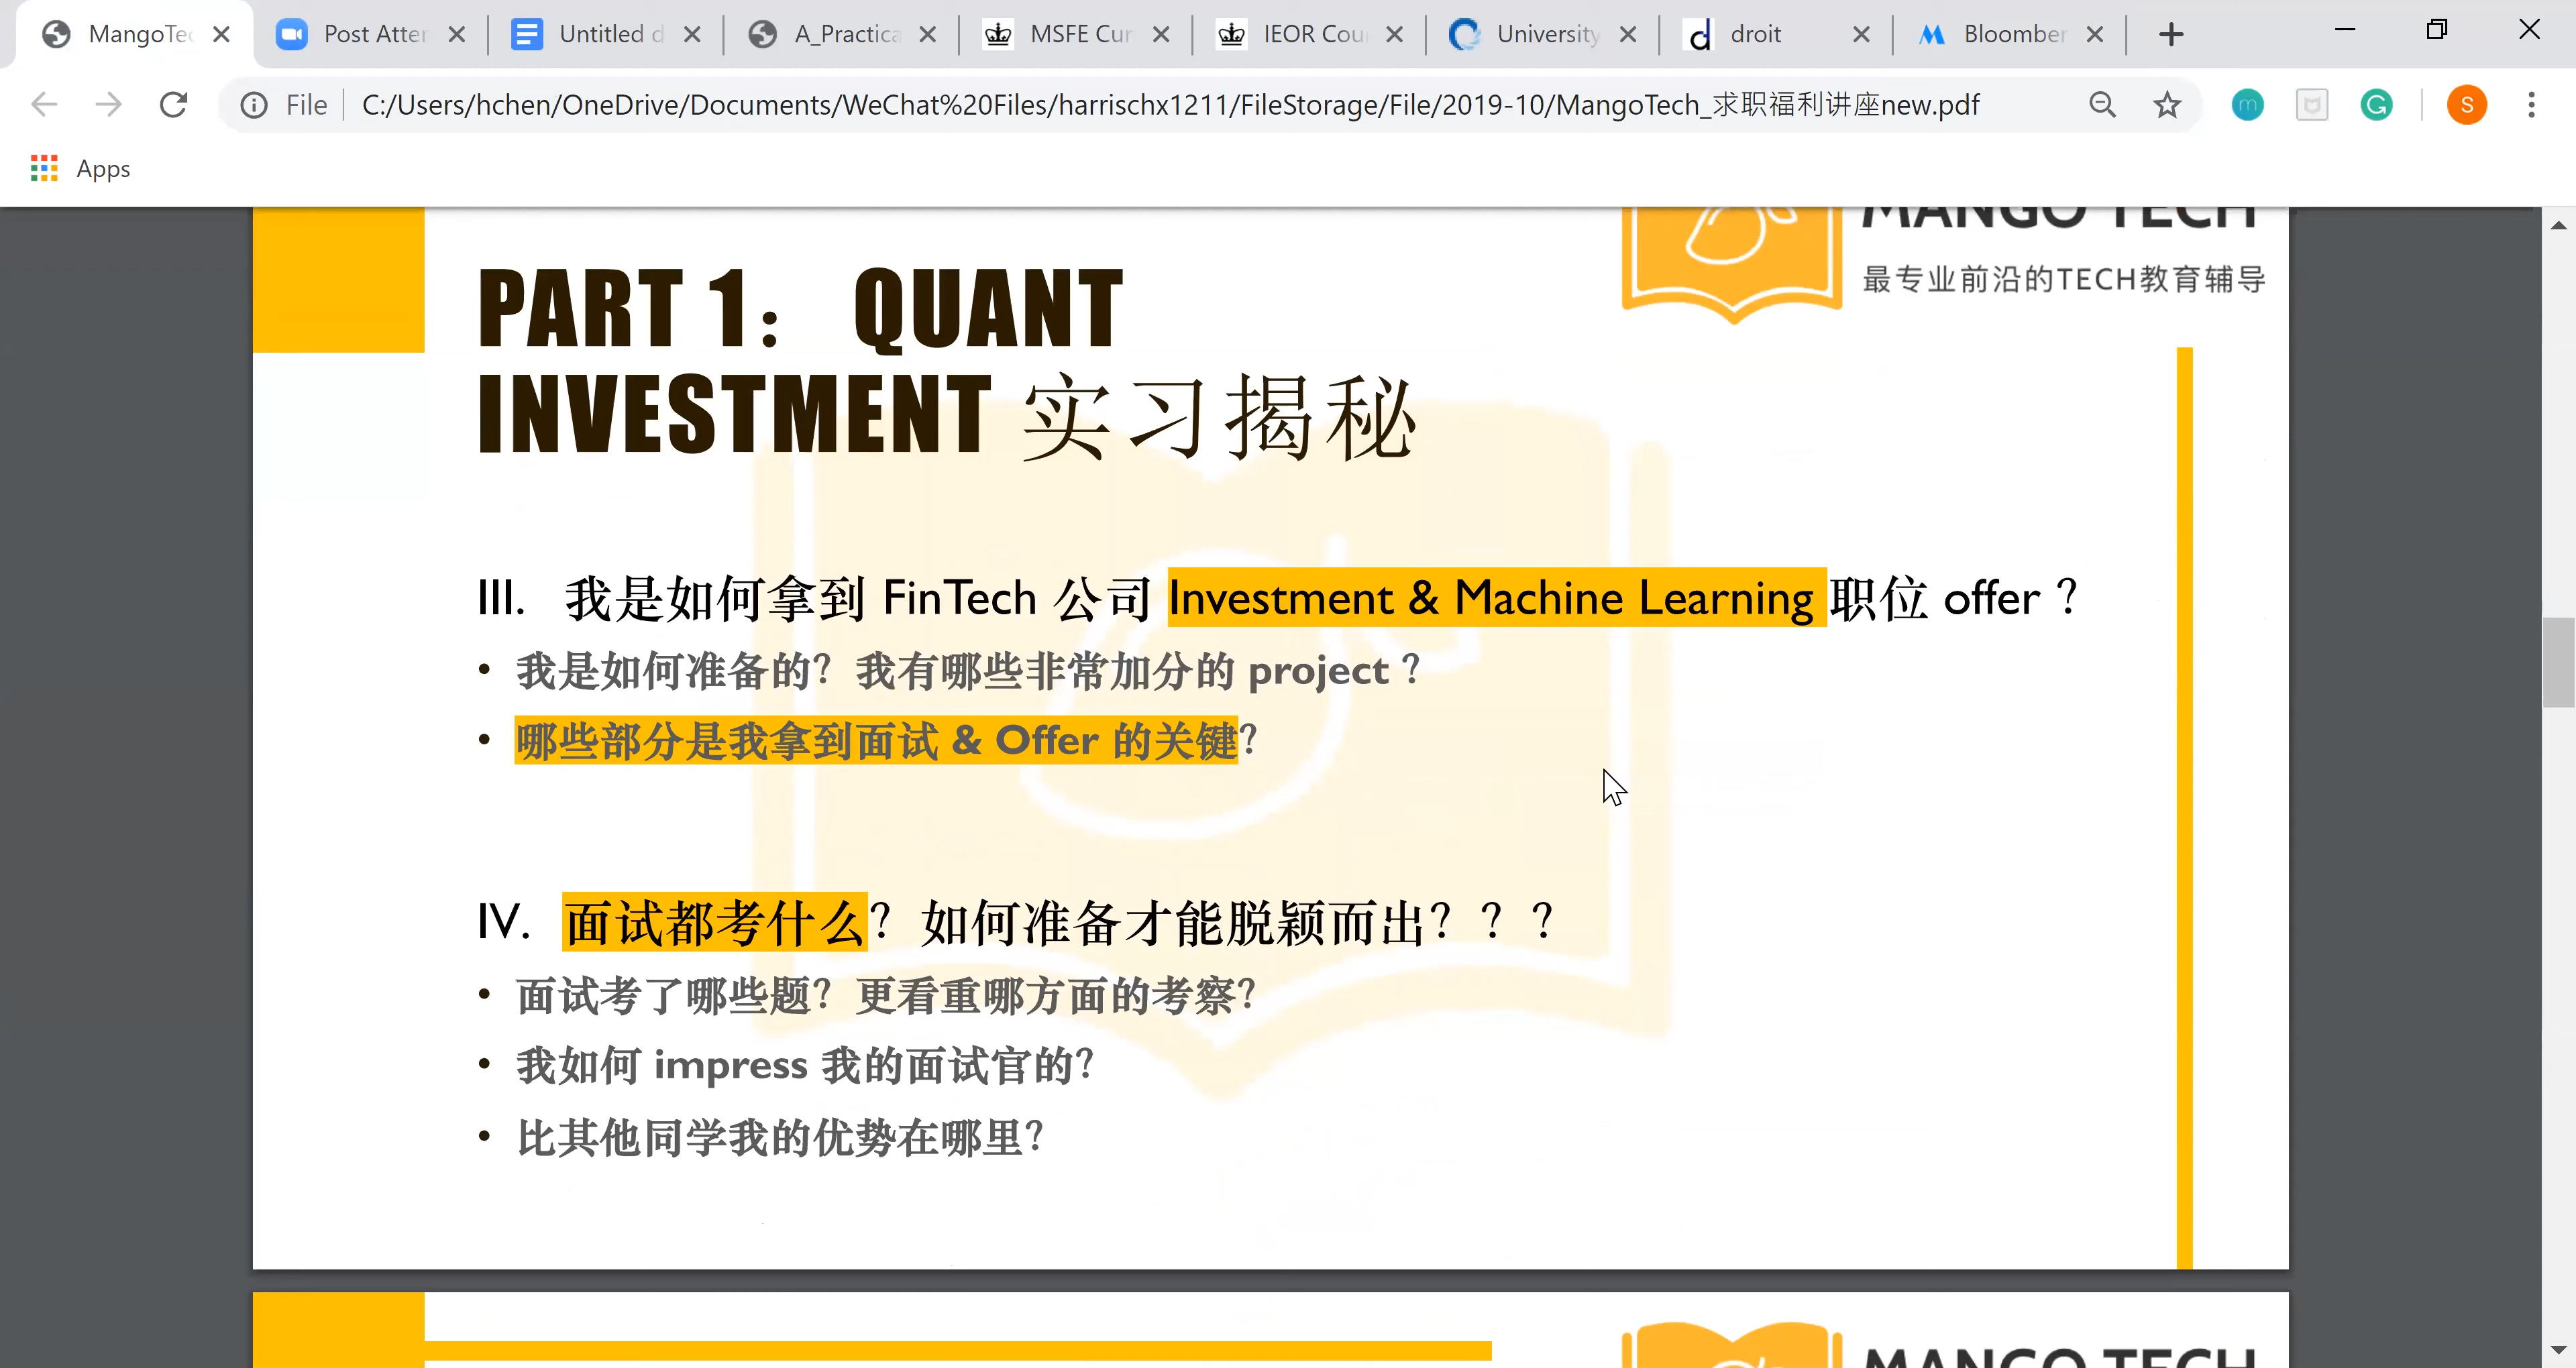 MangoTec
Post Atter
Untitled d
A_Practica
MSFE Cur
IEOR Cou
University
droit
Bloomber
File
C:/Users/hchen/OneDrive/Documents/WeChat%20Files/harrischx1211/FileStorage/File/2019-10/MangoTech_求职福利讲座new.pdf
S
Apps
MANGO TECH
最专业前沿的TECH教育辅导
PART 1： QUANT
INVESTMENT 实习揭秘
III. 我是如何拿到 FinTech 公司 Investment & Machine Learning 职位 offer ？
• 我是如何准备的？我有哪些非常加分的 project ？
• 哪些部分是我拿到面试 & Offer 的关键？
IV. 面试都考什么？如何准备才能脱颖而出？？？
• 面试考了哪些题？更看重哪方面的考察？
• 我如何 impress 我的面试官的？
• 比其他同学我的优势在哪里？
MANGO TECH